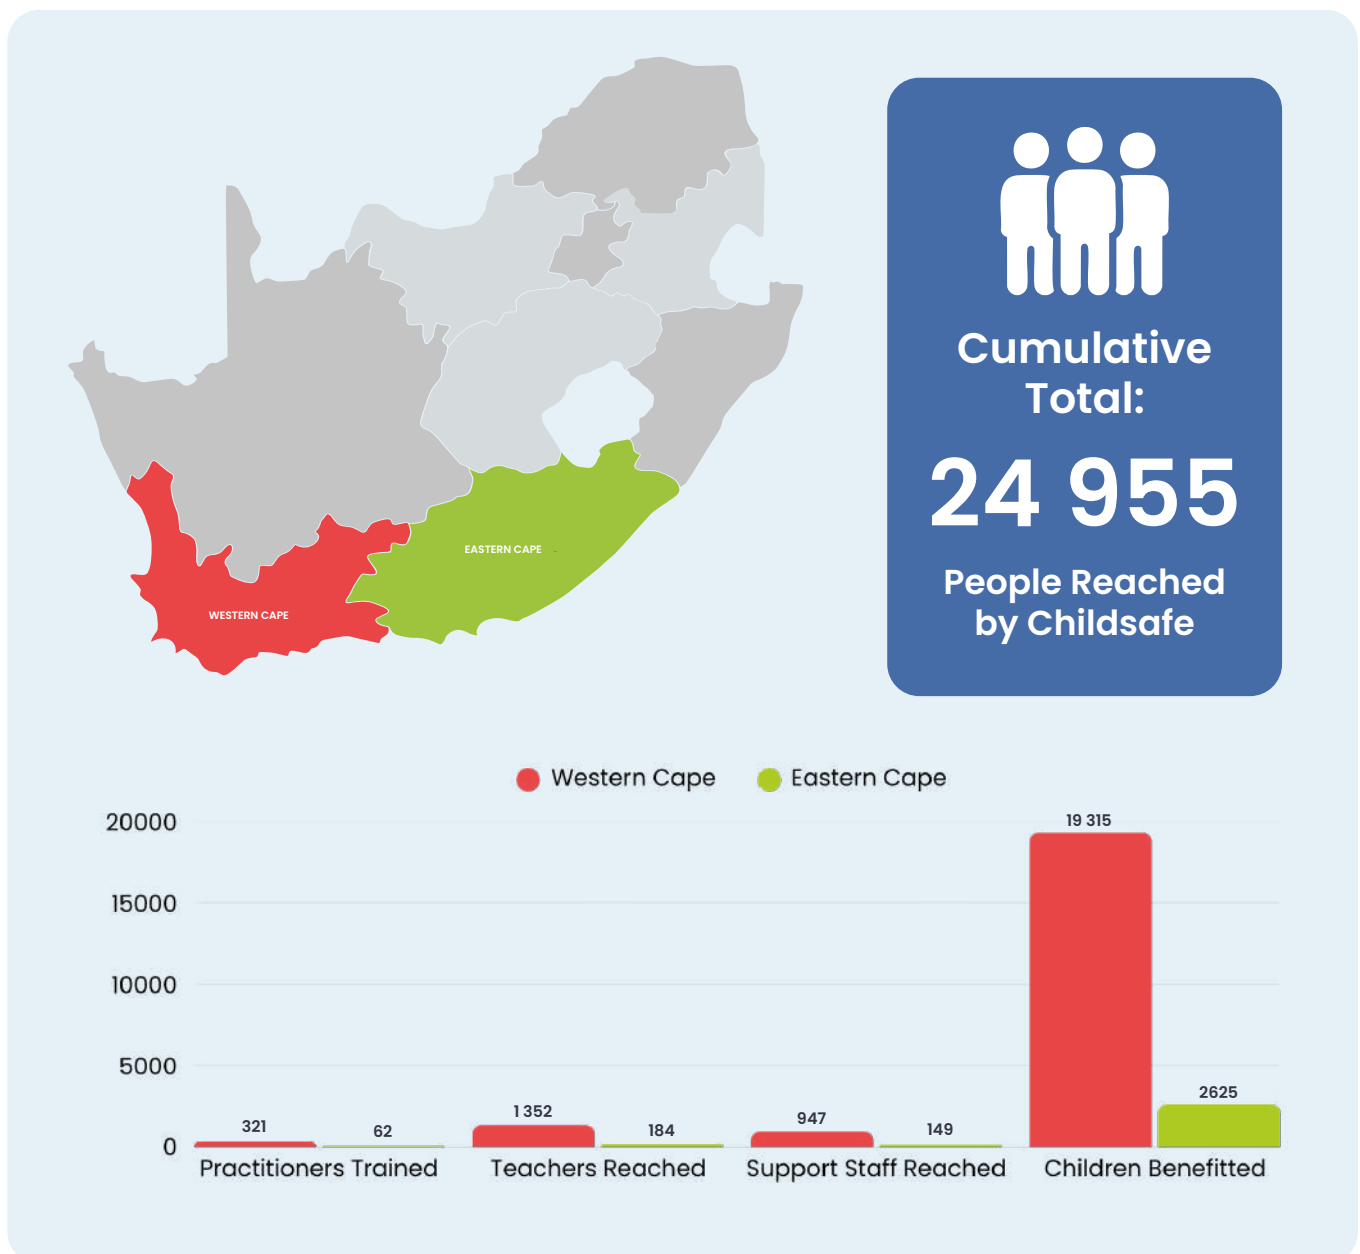 EASTERN CAPE
WESTERN CAPE
Cumulative
Total:
24 955
People Reached
by Childsafe
Western Cape
Eastern Cape
20000
15000
10000
5000
0
321
62
1 352
184
947
149
19 315
2625
Practitioners Trained
Teachers Reached
Support Staff Reached
Children Benefitted